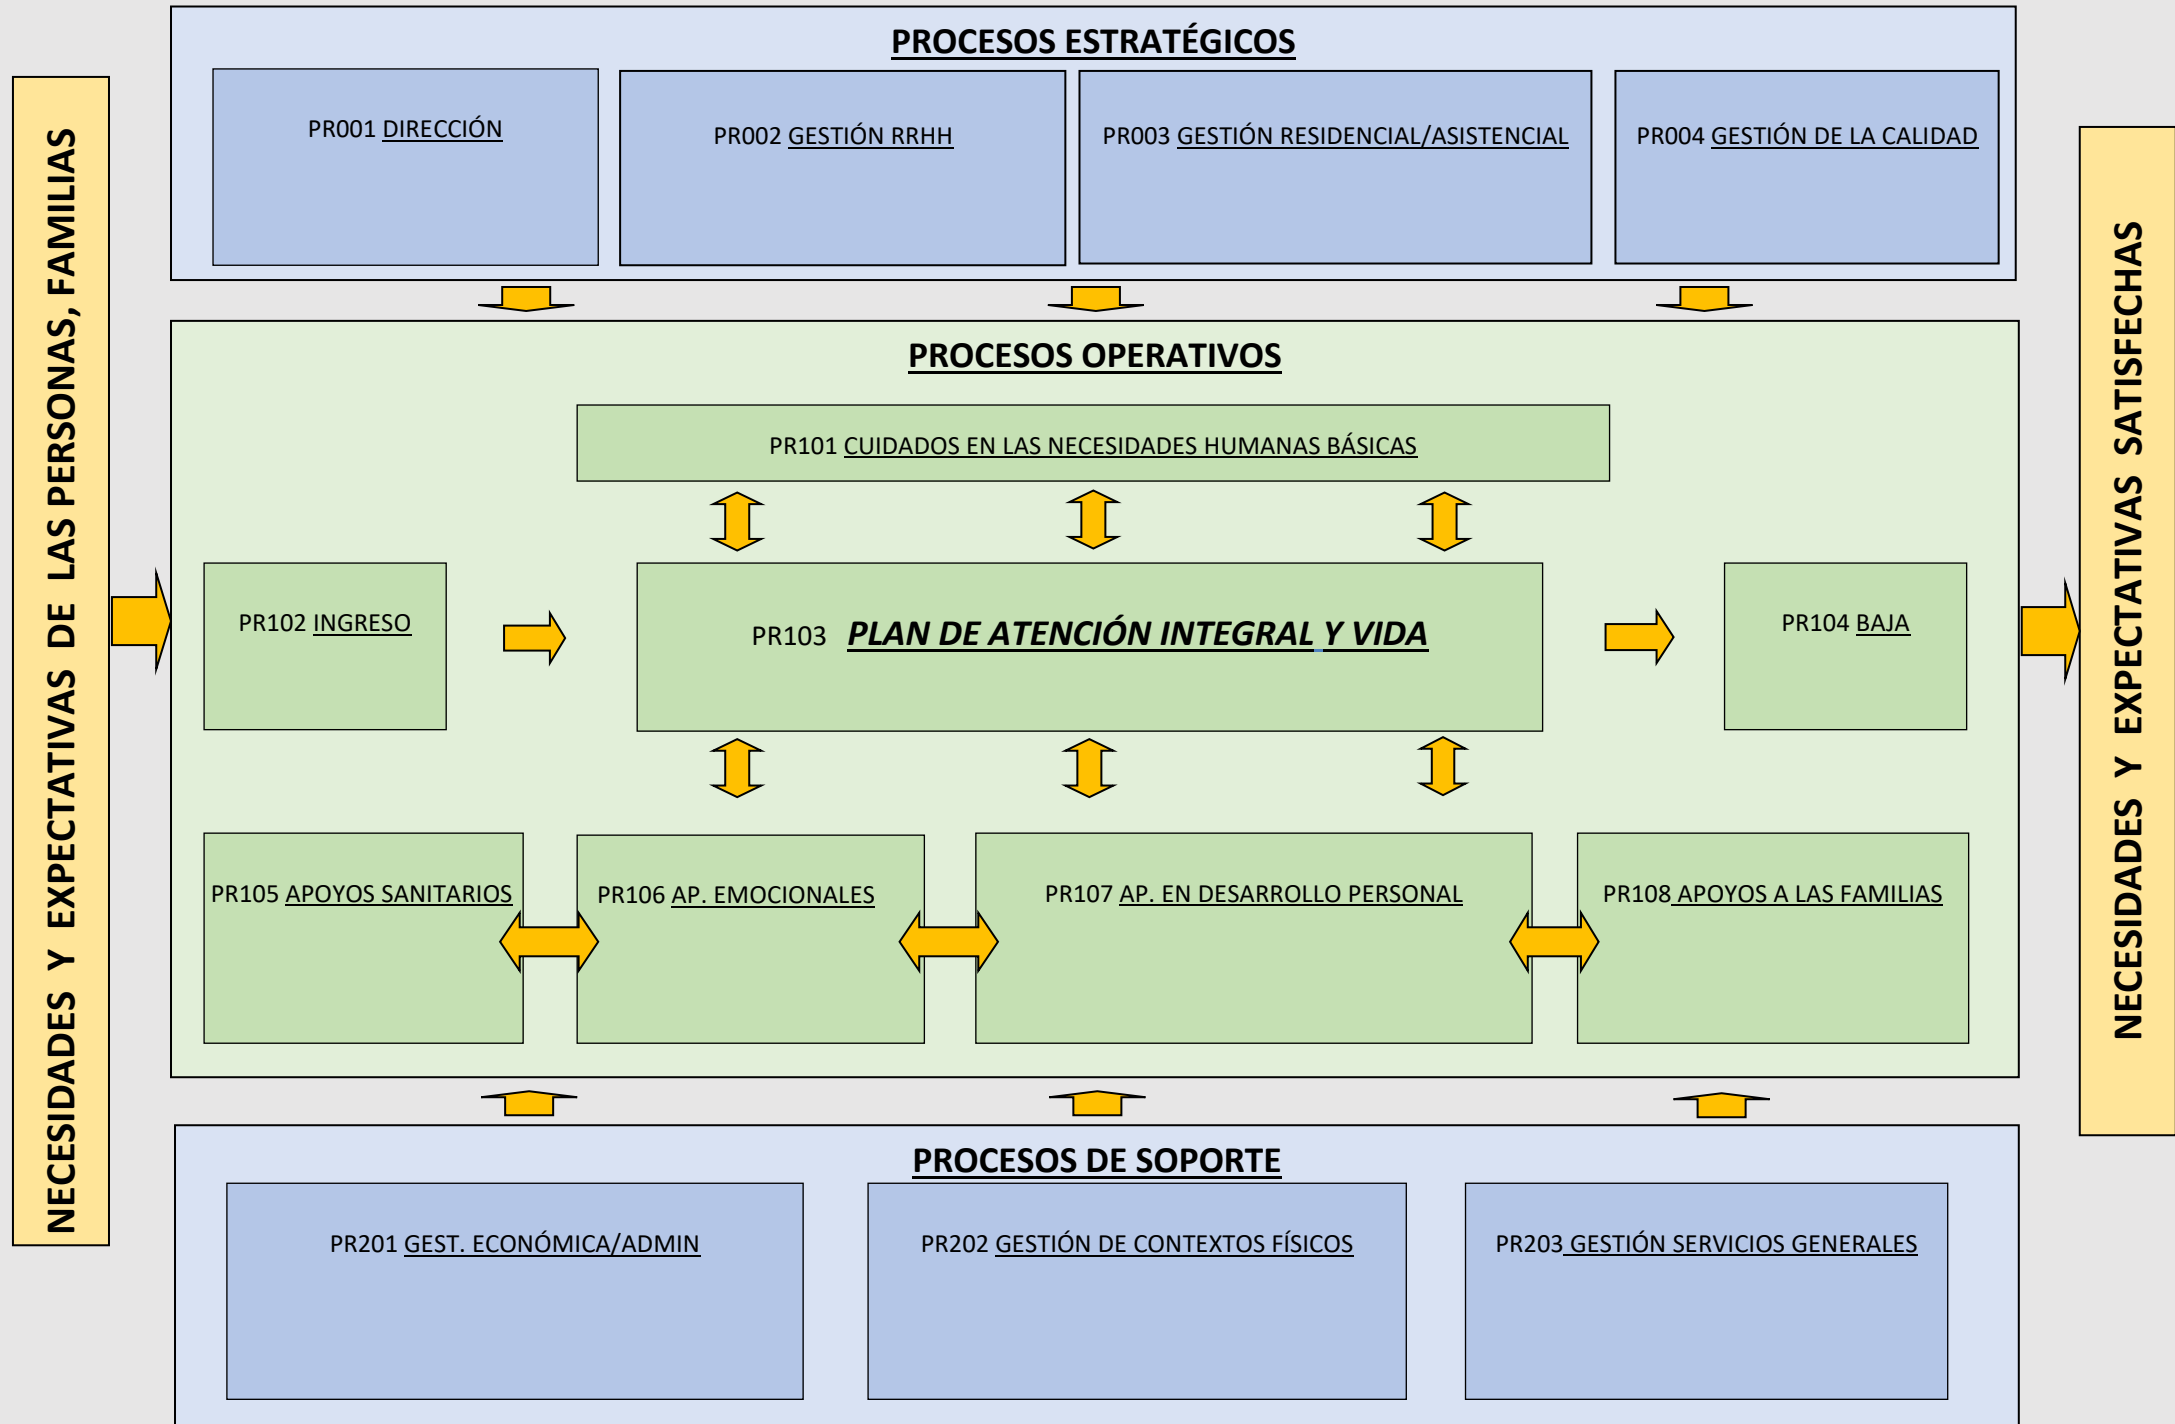 NECESIDADES Y EXPECTATIVAS DE LAS PERSONAS, FAMILIAS
PROCESOS ESTRATÉGICOS
PR001 DIRECCIÓN
PR002 GESTIÓN RRHH
PR003 GESTIÓN RESIDENCIAL/ASISTENCIAL
PR004 GESTIÓN DE LA CALIDAD
PROCESOS OPERATIVOS
PR101 CUIDADOS EN LAS NECESIDADES HUMANAS BÁSICAS
PR102 INGRESO
PR103 PLAN DE ATENCIÓN INTEGRAL Y VIDA
PR104 BAJA
PR105 APOYOS SANITARIOS
PR106 AP. EMOCIONALES
PR107 AP. EN DESARROLLO PERSONAL
PR108 APOYOS A LAS FAMILIAS
PROCESOS DE SOPORTE
PR201 GEST. ECONÓMICA/ADMIN
PR202 GESTIÓN DE CONTEXTOS FÍSICOS
PR203 GESTIÓN SERVICIOS GENERALES
NECESIDADES Y EXPECTATIVAS SATISFECHAS